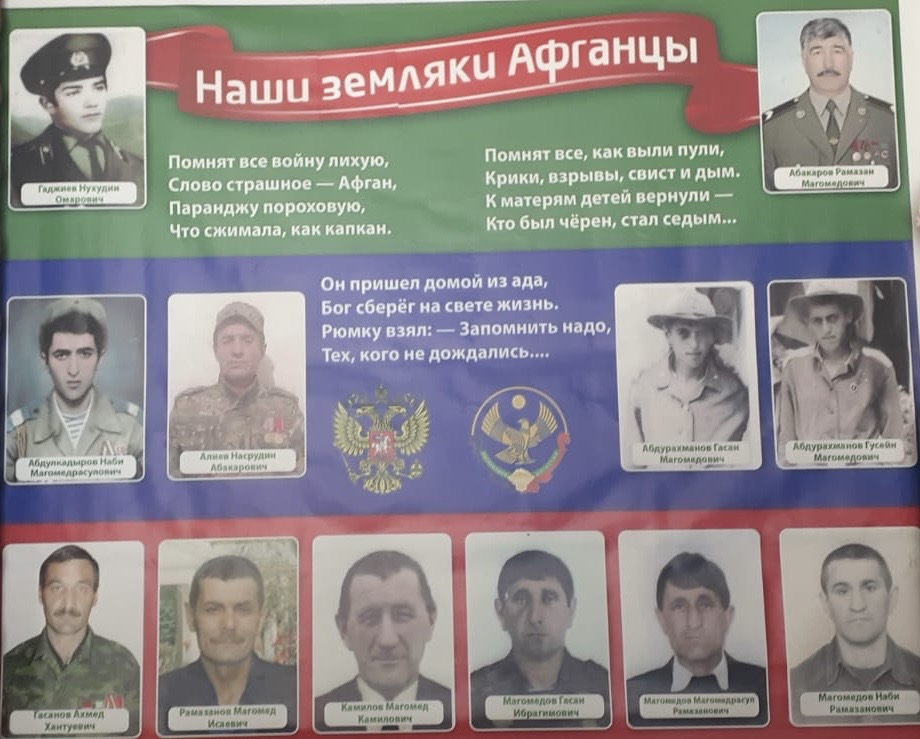 Наши земляки Афганцы
Гаджиев Нухудин
Омарович
Абакаров Рамазан
Магомедович
Помнят все войну лихую,
Слово страшное — Афган,
Паранджу пороховую,
Что сжимала, как капкан.
Помнят все, как выли пули,
Крики, взрывы, свист и дым.
К матерям детей вернули —
Кто был чёрен, стал седым...
Он пришел домой из ада,
Бог сберёг на свете жизнь.
Рюмку взял: — Запомнить надо,
Тех, кого не дождались....
Абдулкадыров Наби
Магомедрасулович
Алиев Насрудин
Абакарович
Абдурахманов Гасан
Магомедович
Абдурахманов Гусейн
Магомедович
Гасанов Ахмед
Хантуевич
Рамазанов Магомед
Исаевич
Камилов Магомед
Камилович
Магомедов Гасан
Ибрагимович
Магомедов Магомедрасул
Рамазанович
Магомедов Наби
Рамазанович